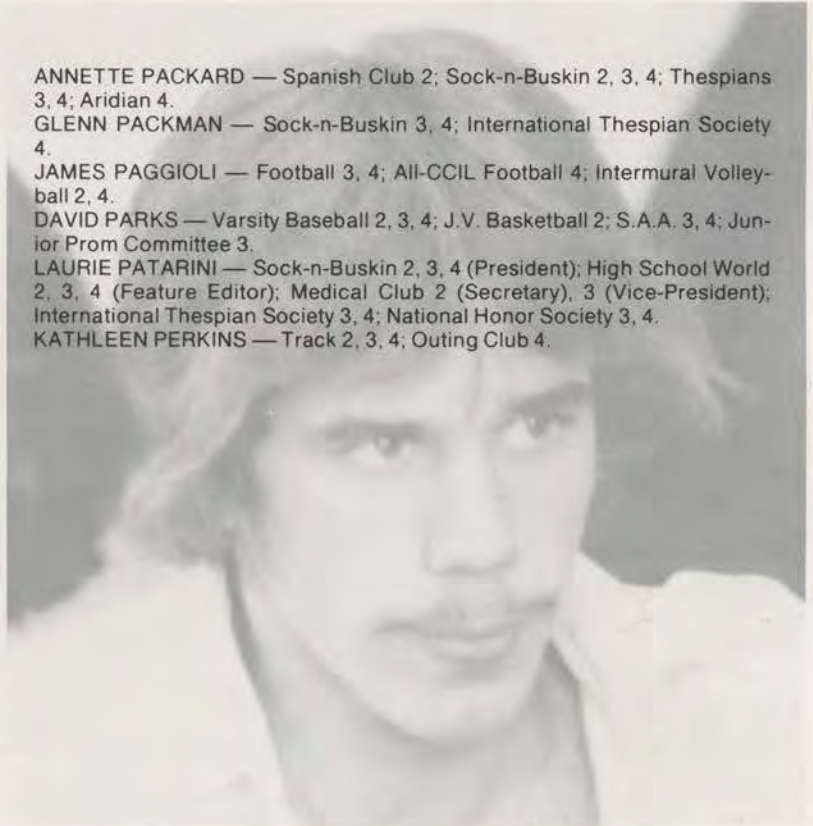 ANNETTE PACKARD — Spanish Club 2; Sock-n-Buskin 2, 3, 4; Thespians
3, 4; Aridian 4.
GLENN PACKMAN — Sock-n-Buskin 3, 4; International Thespian Society
4.
JAMES PAGGIOLI — Football 3, 4; All-CCIL Football 4; Intermural Volley-
ball 2, 4.
DAVID PARKS — Varsity Baseball 2, 3, 4; J.V. Basketball 2; S.A.A. 3, 4; Jun-
ior Prom Committee 3.
LAURIE PATARINI — Sock-n-Buskin 2, 3, 4 (President); High School World
2, 3, 4 (Feature Editor); Medical Club 2 (Secretary), 3 (Vice-President);
International Thespian Society 3, 4; National Honor Society 3, 4.
KATHLEEN PERKINS — Track 2, 3, 4; Outing Club 4.